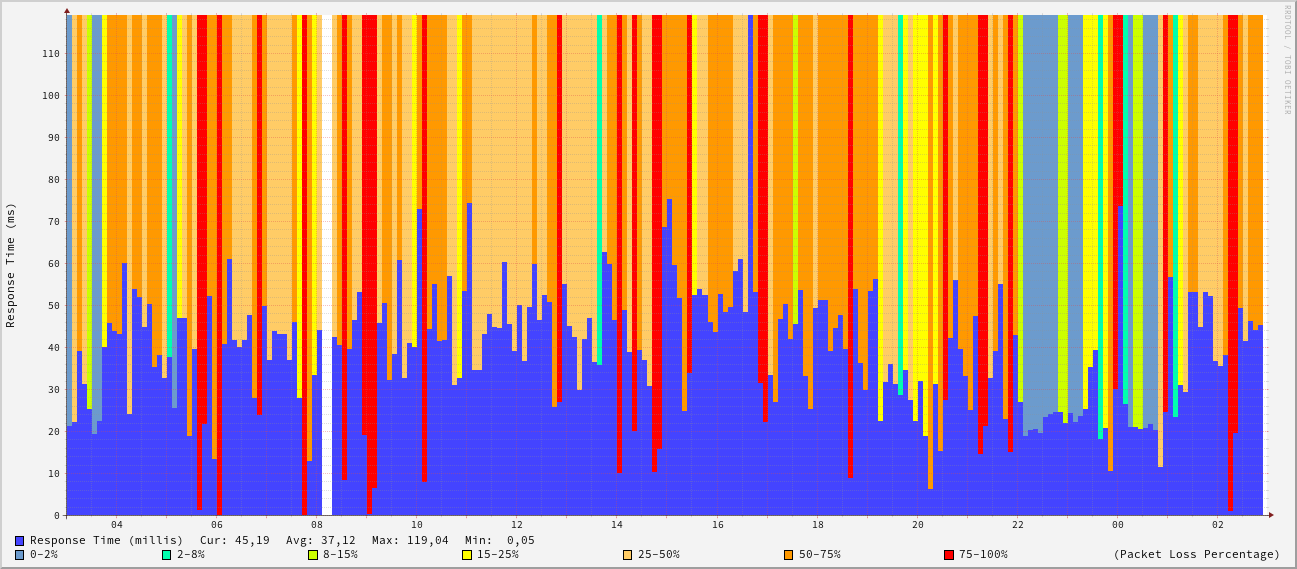 RRDTOOL / TOBI OETIKER
Response Time (ms)
110
100
90
80
70
60
50
40
30
20
10
0
04 06 08 10 12 14 16 18 20 22 00 02
Response Time (millis) Cur: 45,19 Avg: 37,12 Max: 119,04 Min: 0,05
0-2% 2-8% 8-15% 15-25% 25-50% 50-75% 75-100% (Packet Loss Percentage)